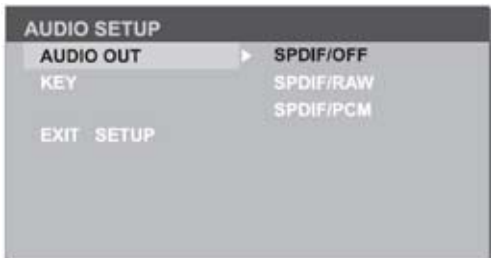 AUDIO SETUP
AUDIO OUT SPDIF/OFF
KEY SPDIF/RAW
SPDIF/PCM
EXIT SETUP